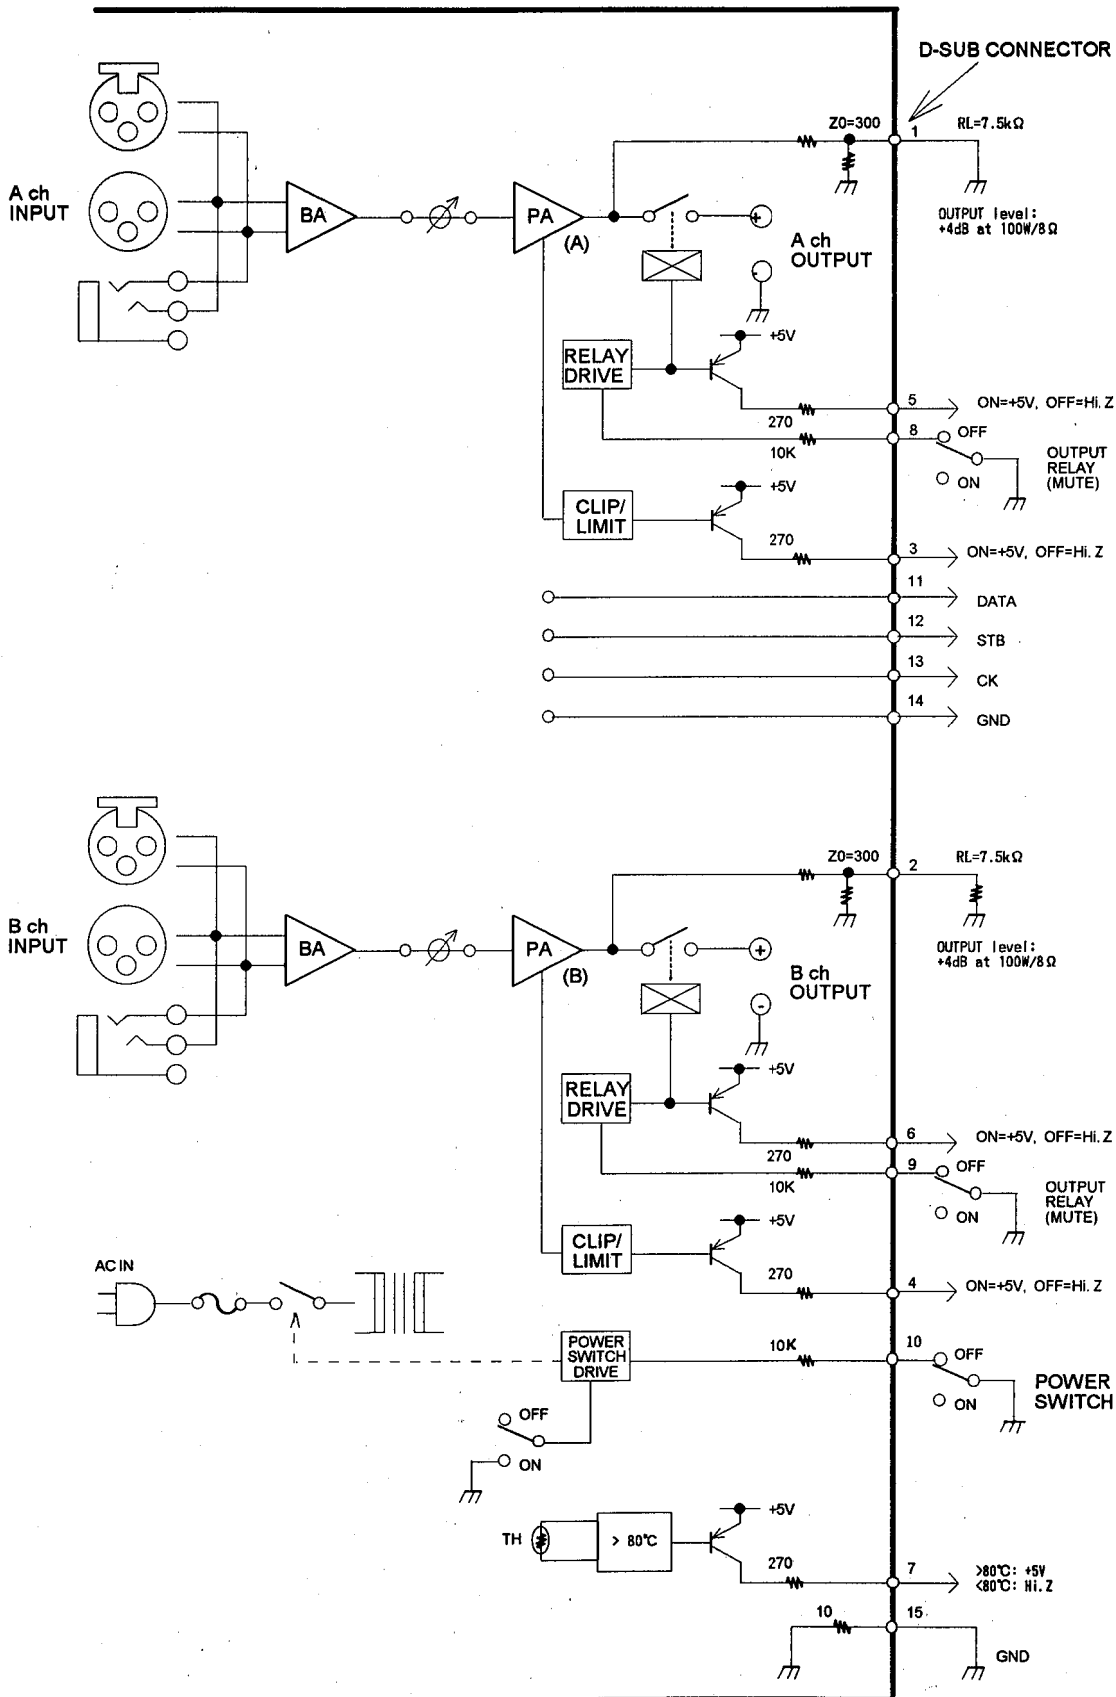 D-SUB CONNECTOR
Z0=300
1
RL=7.5kΩ
A ch
INPUT
BA
PA
(A)
+
-
A ch
OUTPUT
OUTPUT level:
+4dB at 100W/8Ω
+5V
RELAY
DRIVE
270
5
ON=+5V, OFF=Hi.Z
10K
8
OFF
ON
OUTPUT
RELAY
(MUTE)
+5V
CLIP/
LIMIT
270
3
ON=+5V, OFF=Hi.Z
11
DATA
12
STB
13
CK
14
GND
Z0=300
2
RL=7.5kΩ
B ch
INPUT
BA
PA
(B)
+
-
B ch
OUTPUT
OUTPUT level:
+4dB at 100W/8Ω
+5V
RELAY
DRIVE
270
6
ON=+5V, OFF=Hi.Z
10K
9
OFF
ON
OUTPUT
RELAY
(MUTE)
+5V
CLIP/
LIMIT
270
4
ON=+5V, OFF=Hi.Z
AC IN
POWER
SWITCH
DRIVE
10K
10
OFF
ON
POWER
SWITCH
OFF
ON
+5V
TH
> 80°C
270
7
>80°C: +5V
<80°C: Hi.Z
10
15
GND